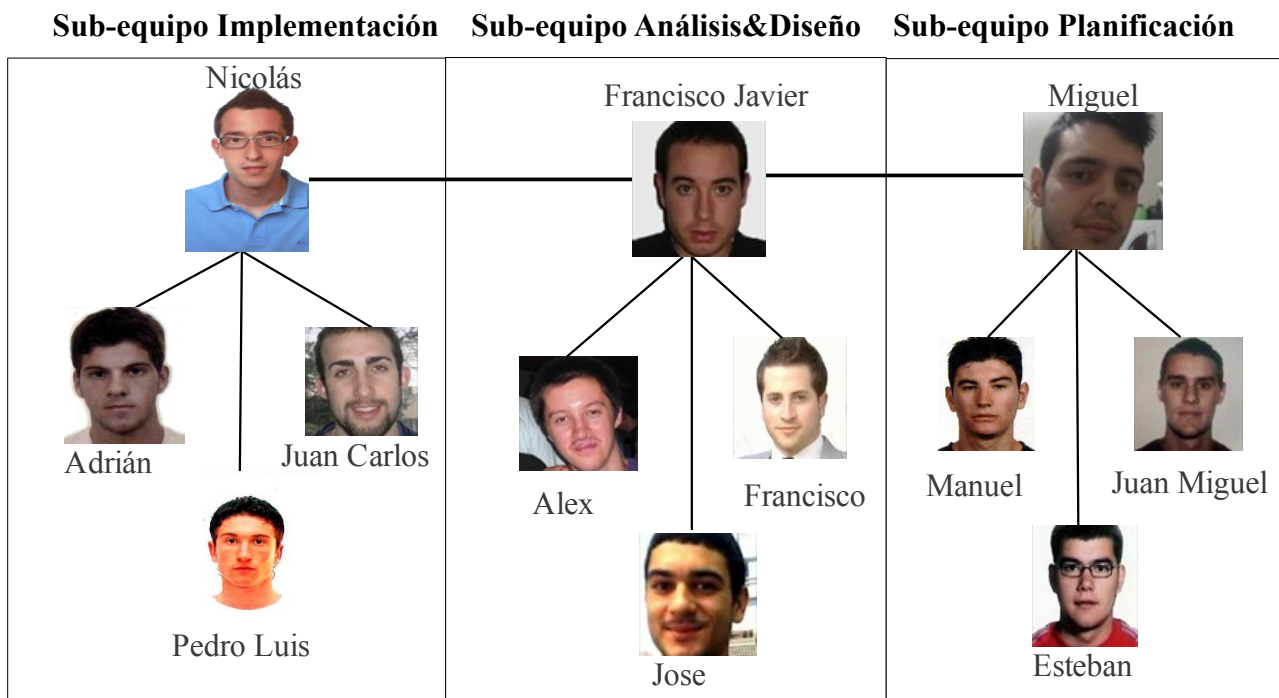 Sub-equipo Implementación
Sub-equipo Análisis&Diseño
Sub-equipo Planificación
Nicolás
Francisco Javier
Miguel
Adrián
Juan Carlos
Pedro Luis
Alex
Francisco
Jose
Manuel
Juan Miguel
Esteban